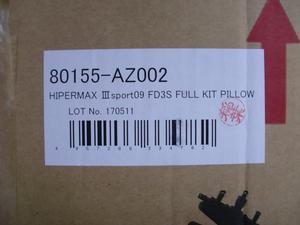 80155-AZ002
HIPERMAX Ⅲsport09 FD3S FULL KIT PILLOW
LOT No. 170511